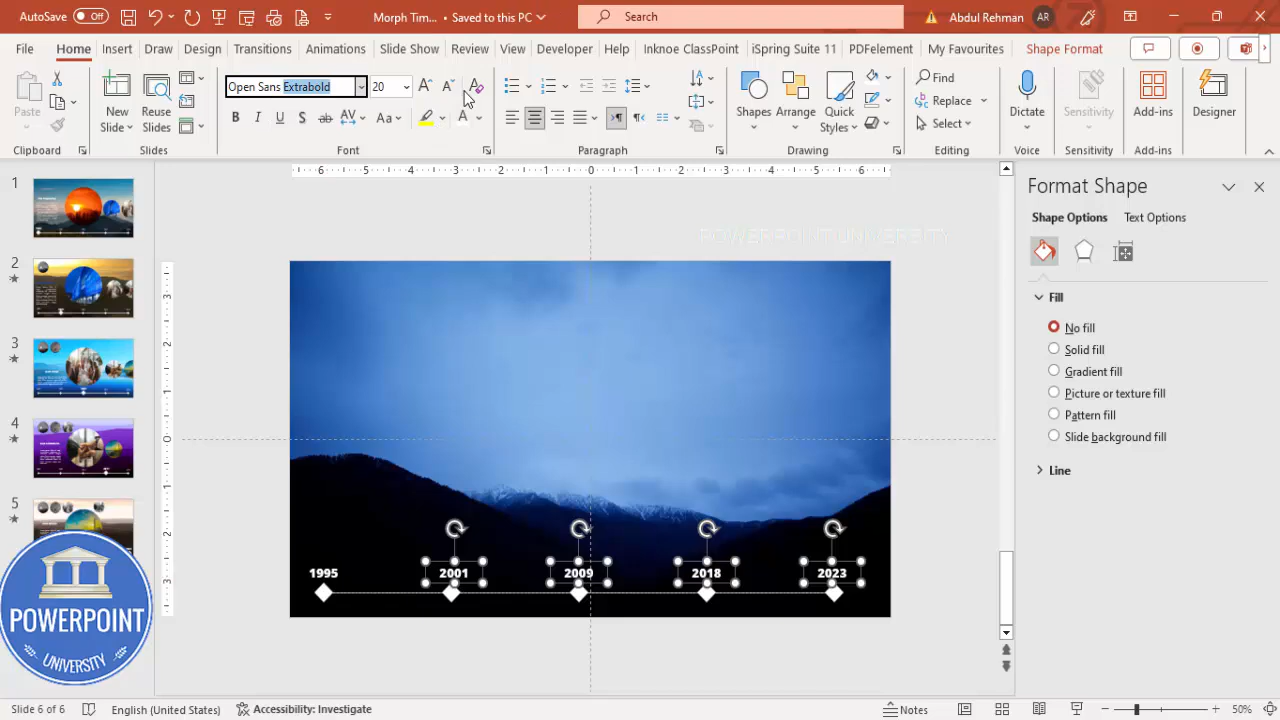 AutoSave Off Morph Tim... • Saved to this PC Search Abdul Rehman AR
File Home Insert Draw Design Transitions Animations Slide Show Review View Developer Help Inknoe ClassPoint iSpring Suite 11 PDFelement My Favourites Shape Format
Open Sans Extrabold 20
Paste New Slide Reuse Slides Shapes Arrange Quick Styles Find Replace Select Dictate Sensitivity Add-ins Designer
Clipboard Slides Font Paragraph Drawing Editing Voice Sensitivity Add-ins
Format Shape
Shape Options Text Options
POWERPOINT UNIVERSITY
Fill
No fill
Solid fill
Gradient fill
Picture or texture fill
Pattern fill
Slide background fill
Line
1
2
3
4
5
1995 2001 2009 2018 2023
POWERPOINT
UNIVERSITY
Slide 6 of 6 English (United States) Accessibility: Investigate Notes 50%